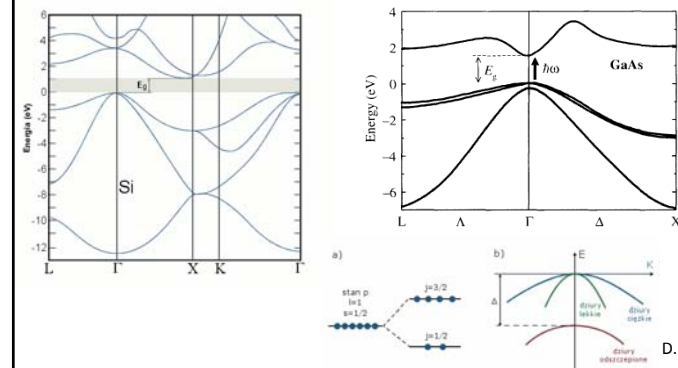 6
4
2
0
-2
-4
-6
-8
-10
-12
Energia (eV)
Eg
Si
L Γ X K Γ
4
2
0
−2
−4
−6
Energy (eV)
Eg
ħω
GaAs
L Λ Γ Δ X
a)
stan p
l=1
s=1/2
j=3/2
j=1/2
b)
E
K
Δ
dziury
lekkie
dziury
ciężkie
dziury
odszczepione
D.